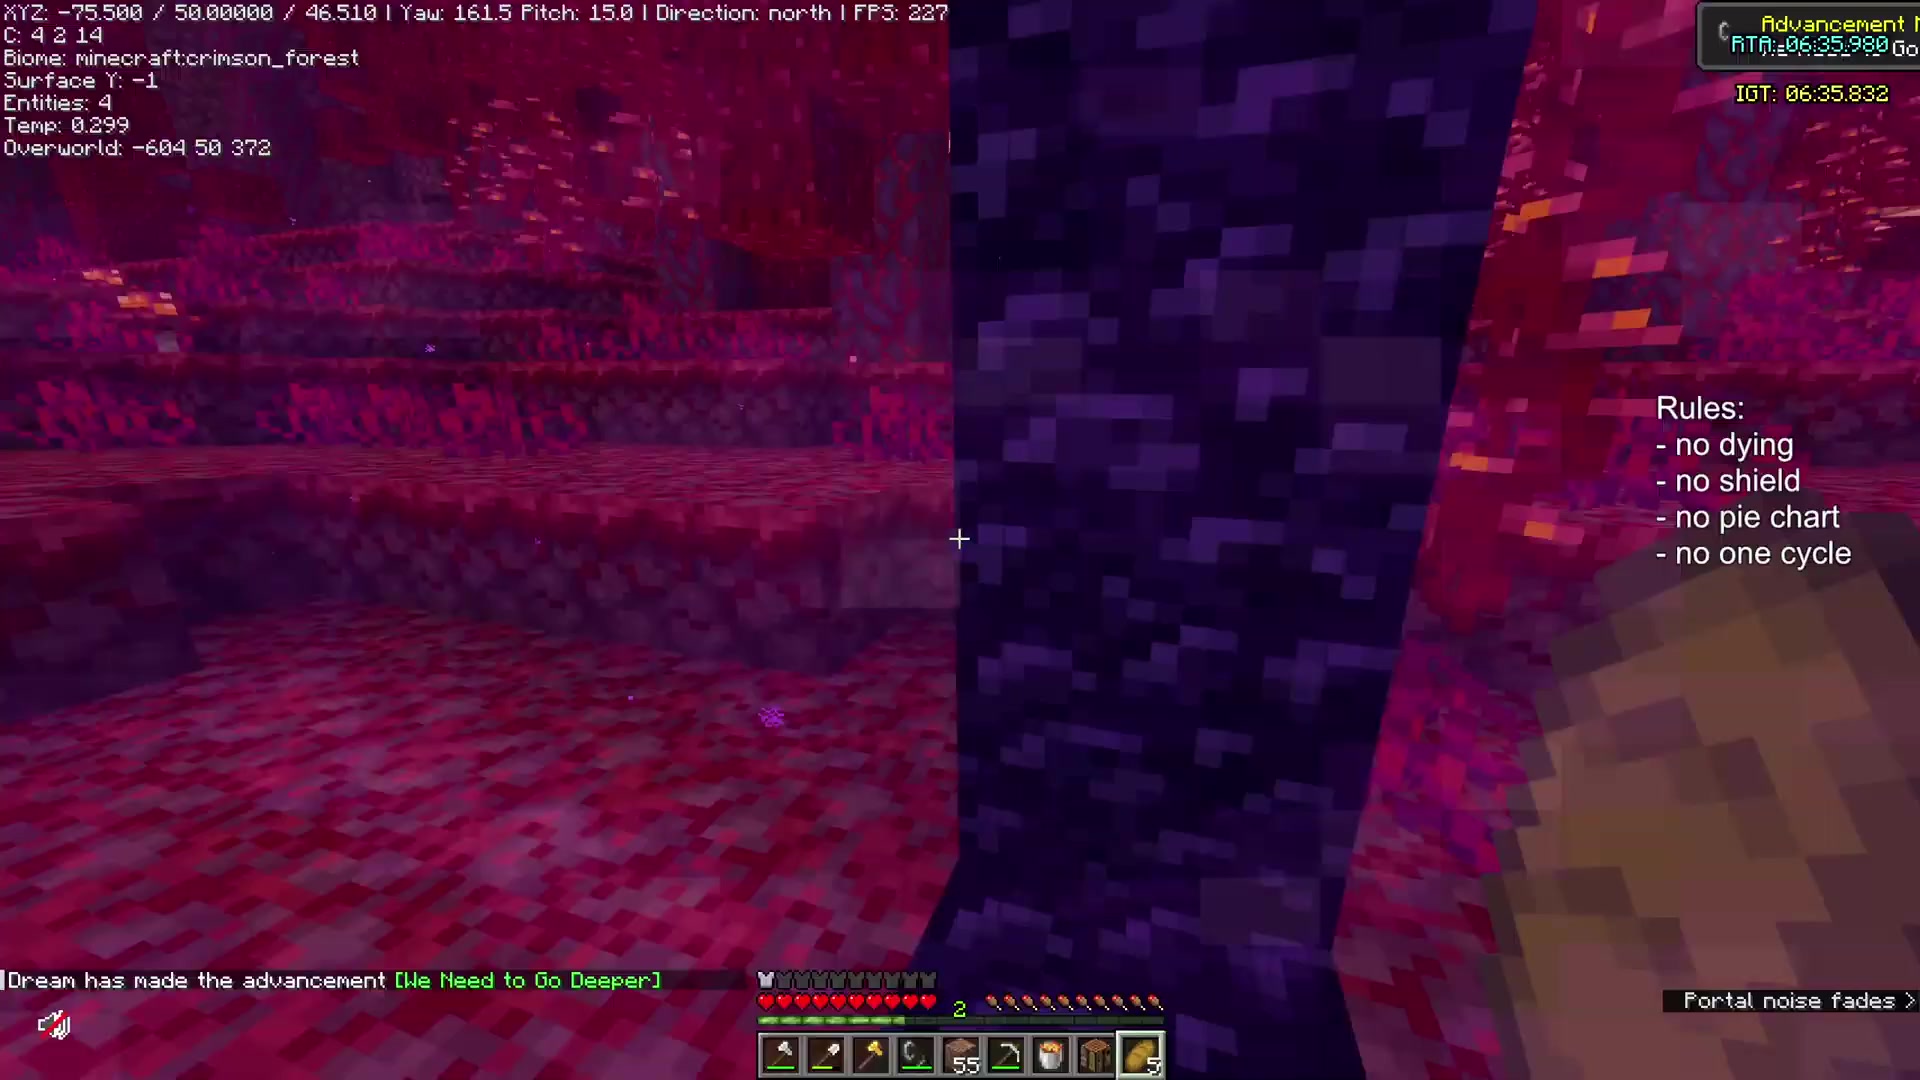 XYZ: -75.500 / 50.00000 / 46.510 | Yaw: 161.5 Pitch: 15.0 | Direction: north | FPS: 227
C: 4 2 14
Biome: minecraft:crimson_forest
Surface Y: -1
Entities: 4
Temp: 0.299
Overworld: -604 50 372
Advancement M
RTA: 06:35.980
Go
IGT: 06:35.832
Rules:
- no dying
- no shield
- no pie chart
- no one cycle
Dream has made the advancement [We Need to Go Deeper]
Portal noise fades >
2
55
5